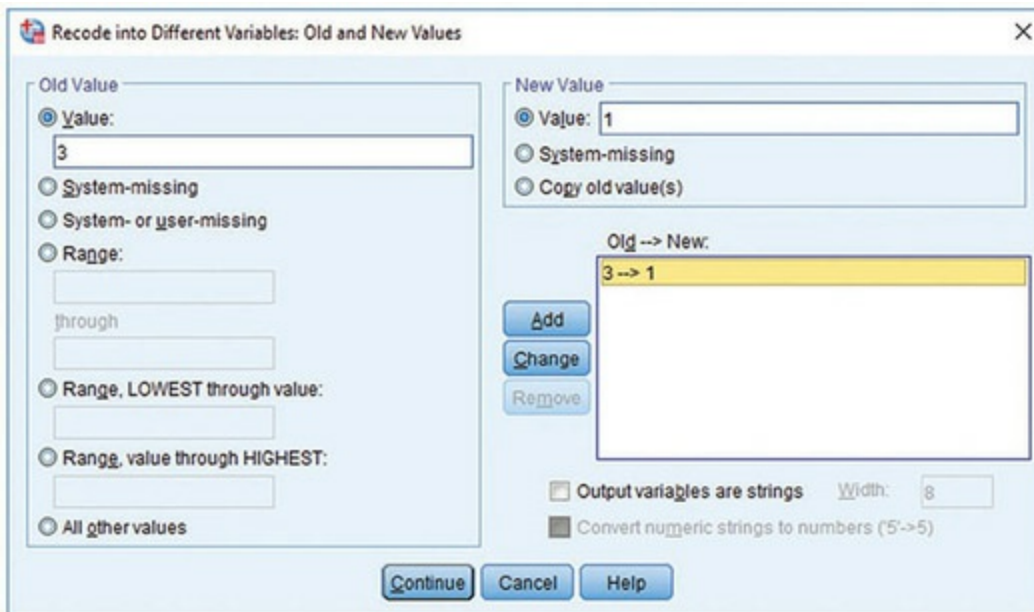 Recode into Different Variables: Old and New Values
Old Value
Value:
3
System-missing
System- or user-missing
Range:
through
Range, LOWEST through value:
Range, value through HIGHEST:
All other values
New Value
Value: 1
System-missing
Copy old value(s)
Old --> New:
3 --> 1
Add
Change
Remove
Output variables are strings Width: 8
Convert numeric strings to numbers ('5'->5)
Continue Cancel Help